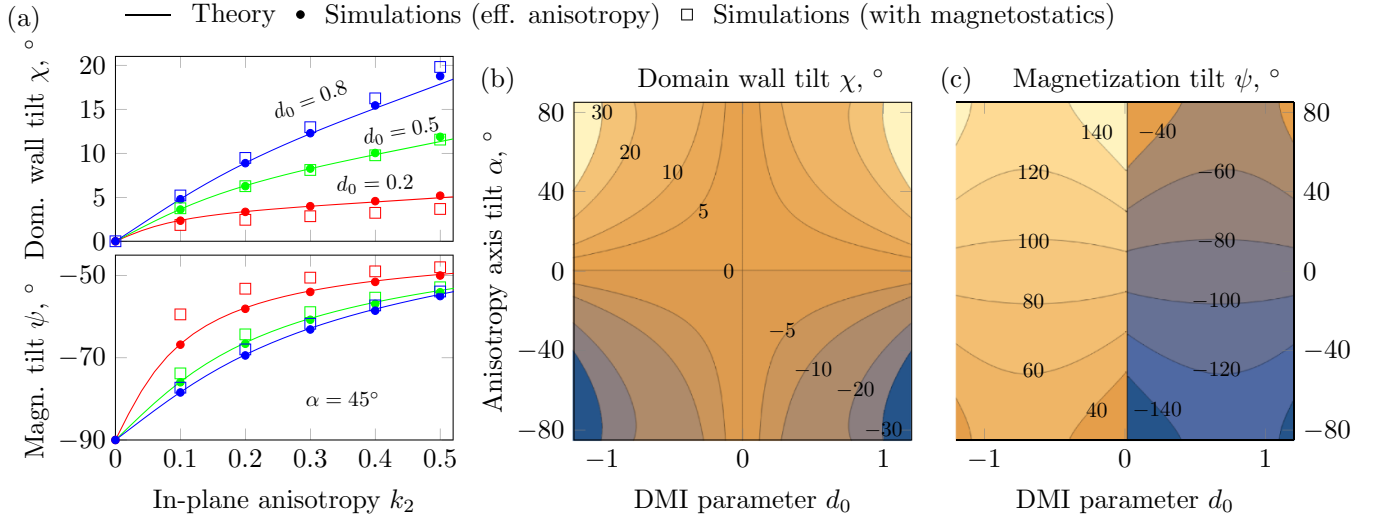 (a)
Theory
Simulations (eff. anisotropy)
Simulations (with magnetostatics)
Dom. wall tilt χ, °
20
15
10
5
0
d₀ = 0.8
d₀ = 0.5
d₀ = 0.2
Magn. tilt ψ, °
−50
−70
−90
α = 45°
0 0.1 0.2 0.3 0.4 0.5
In-plane anisotropy k₂
(b)
Domain wall tilt χ, °
Anisotropy axis tilt α, °
80
40
0
−40
−80
30
20
10
5
0
−5
−10
−20
−30
−1 0 1
DMI parameter d₀
(c)
Magnetization tilt ψ, °
140
−40
120
−60
100
−80
80
−100
60
−120
40
−140
80
40
0
−40
−80
−1 0 1
DMI parameter d₀